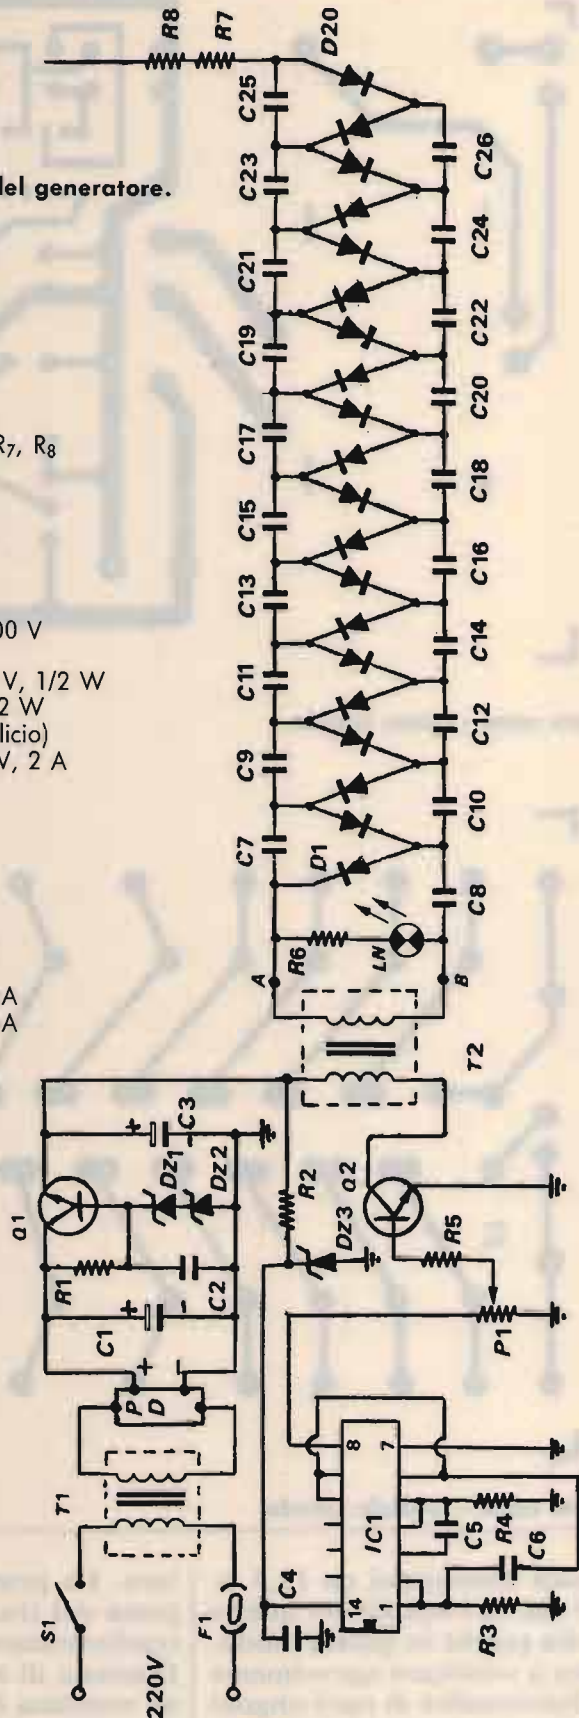 del generatore.
R7, R8
00 V
V, 1/2 W
2 W
licio)
V, 2 A
A
A
R8
R7
D20
C25
C23
C21
C19
C17
C15
C13
C11
C9
C7
C26
C24
C22
C20
C18
C16
C14
C12
C10
C8
D1
R6
LN
A
B
T2
Q1
R1
C1
+
-
C2
DZ1
DZ2
+
C3
-
P
D
+
-
T1
S1
F1
220V
R2
DZ3
Q2
R5
P1
C4
IC1
14
1
8
7
C5
R4
C6
R3